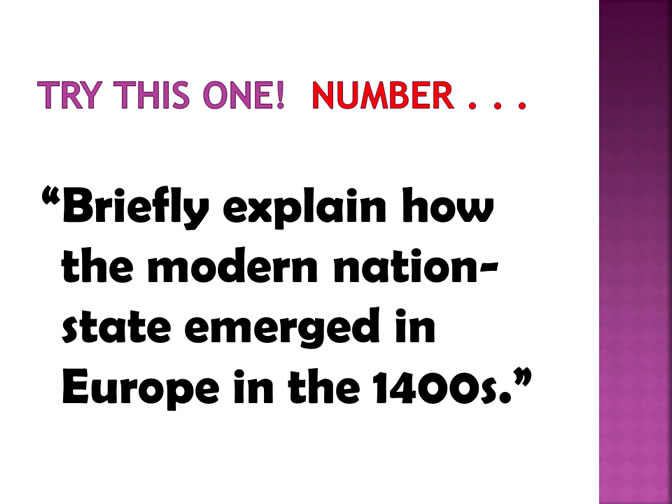 TRY THIS ONE! NUMBER . . .
“Briefly explain how
the modern nation-
state emerged in
Europe in the 1400s.”